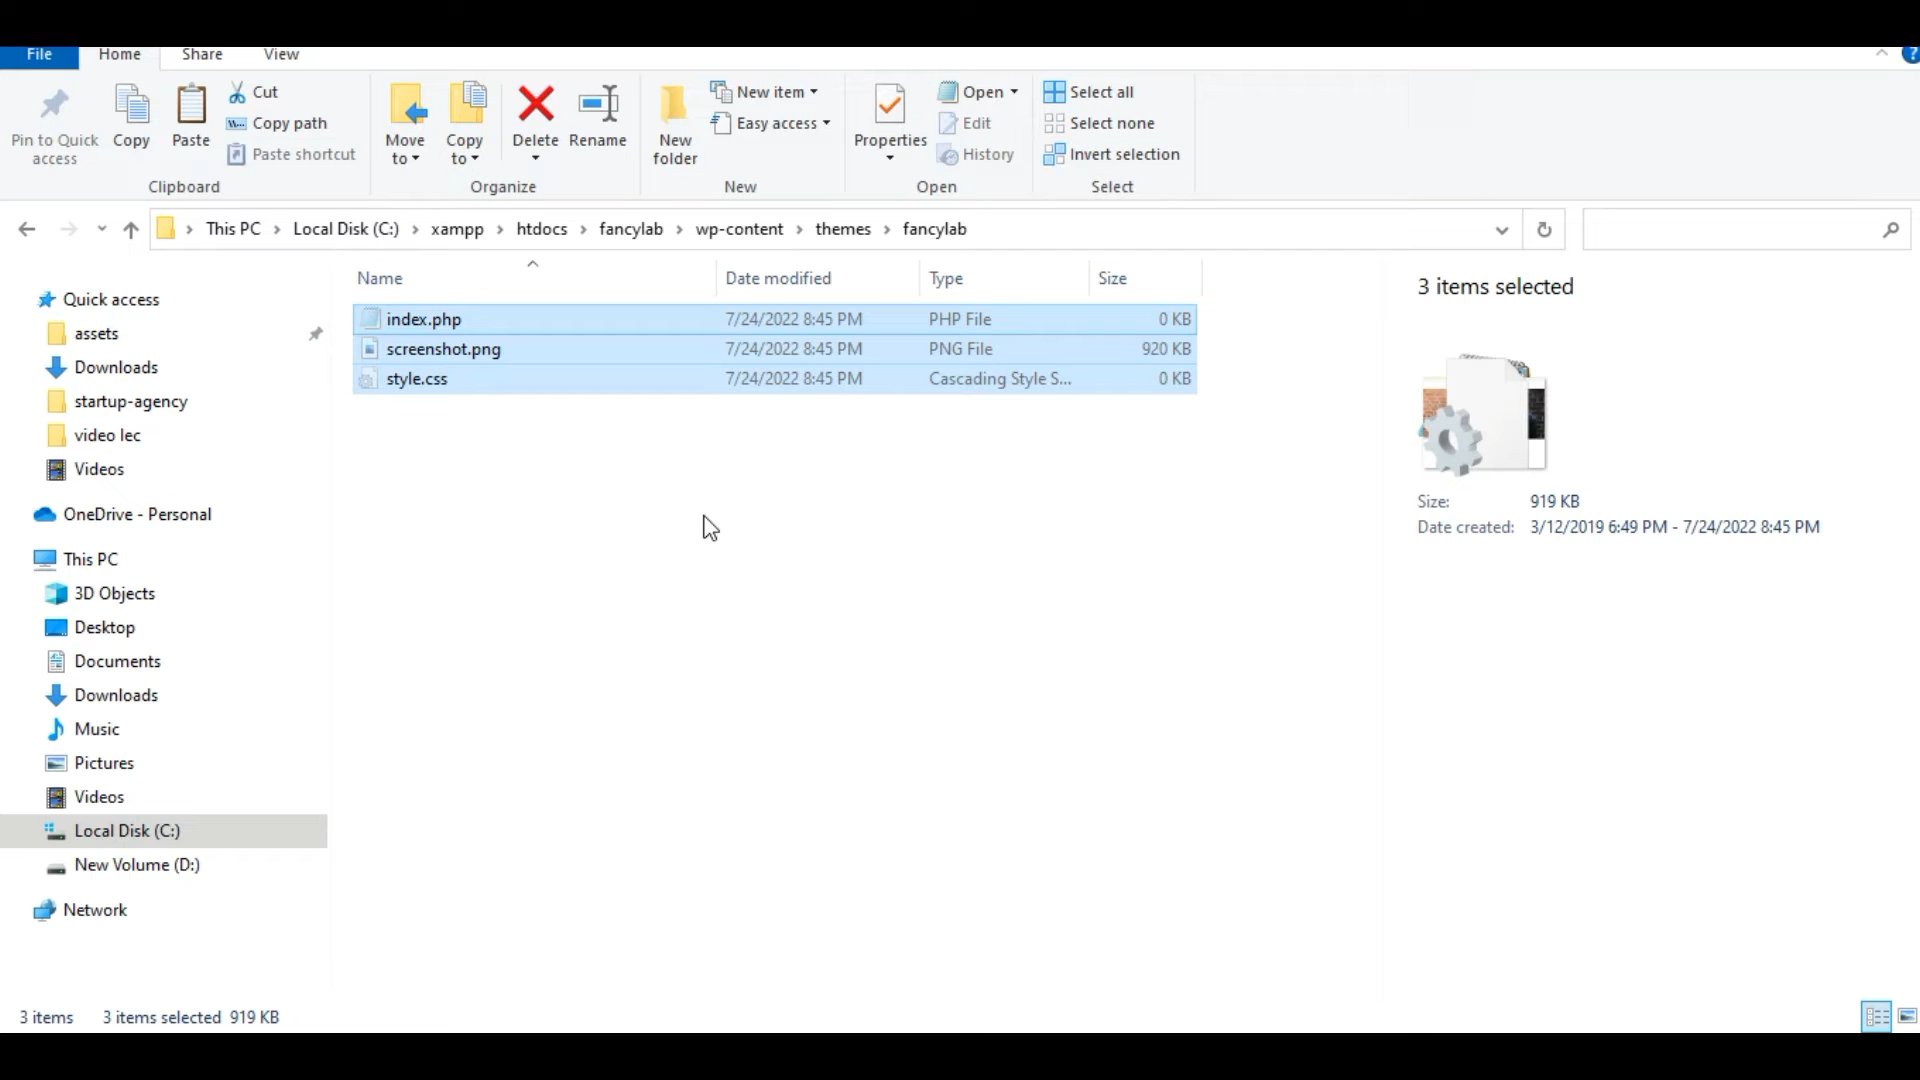 File Home Share View
Pin to Quick access
Copy
Paste
Cut
Copy path
Paste shortcut
Clipboard
Move to
Copy to
Delete
Rename
Organize
New folder
New item
Easy access
New
Properties
Open
Edit
History
Open
Select all
Select none
Invert selection
Select
This PC > Local Disk (C:) > xampp > htdocs > fancylab > wp-content > themes > fancylab
Name Date modified Type Size
index.php 7/24/2022 8:45 PM PHP File 0 KB
screenshot.png 7/24/2022 8:45 PM PNG File 920 KB
style.css 7/24/2022 8:45 PM Cascading Style S... 0 KB
Quick access
assets
Downloads
startup-agency
video lec
Videos
OneDrive - Personal
This PC
3D Objects
Desktop
Documents
Downloads
Music
Pictures
Videos
Local Disk (C:)
New Volume (D:)
Network
3 items selected
Size: 919 KB
Date created: 3/12/2019 6:49 PM - 7/24/2022 8:45 PM
3 items 3 items selected 919 KB